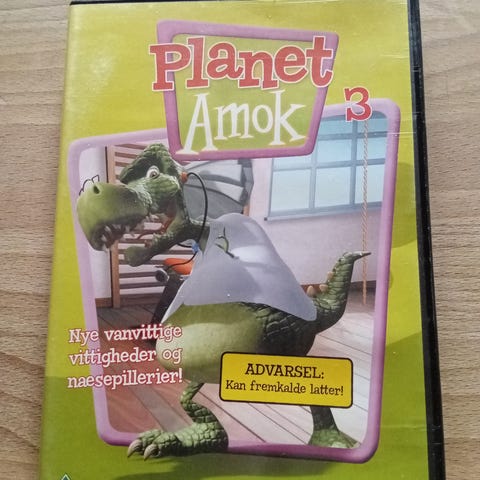 Planet
Amok
3
Nye vanvittige
vittigheder og
naesepillerier!
ADVARSEL:
Kan fremkalde latter!